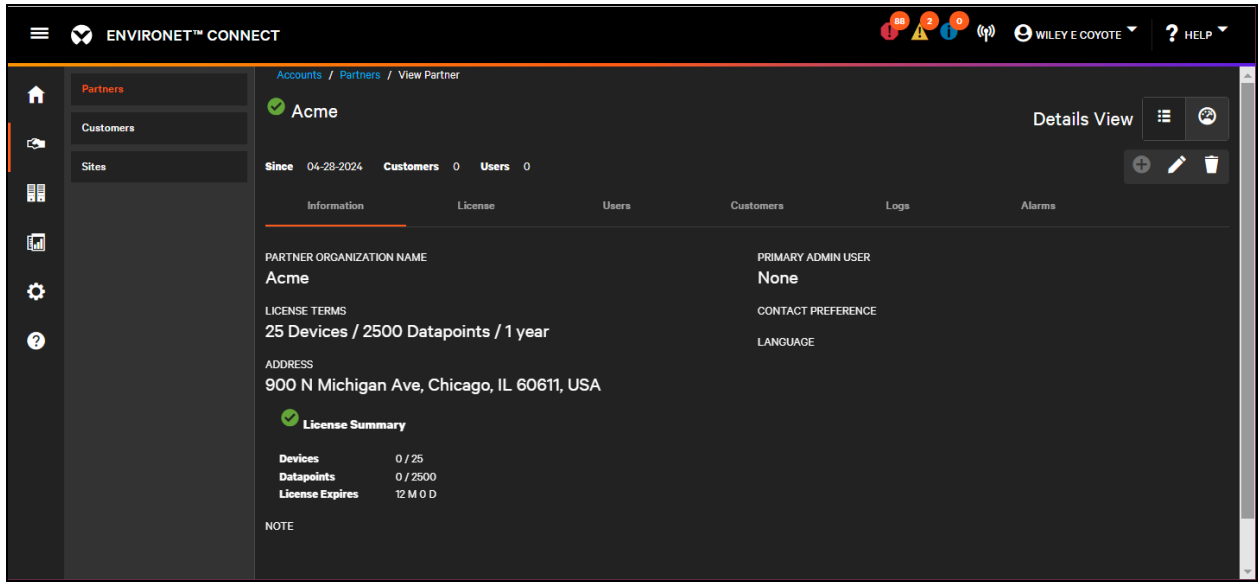 ENVIRONET™ CONNECT
88
2
0
WILEY E COYOTE
? HELP
Accounts / Partners / View Partner
Partners
Customers
Sites
Acme
Details View
Since 04-28-2024 Customers 0 Users 0
Information License Users Customers Logs Alarms
PARTNER ORGANIZATION NAME
Acme
PRIMARY ADMIN USER
None
LICENSE TERMS
25 Devices / 2500 Datapoints / 1 year
CONTACT PREFERENCE
LANGUAGE
ADDRESS
900 N Michigan Ave, Chicago, IL 60611, USA
License Summary
Devices 0 / 25
Datapoints 0 / 2500
License Expires 12 M 0 D
NOTE